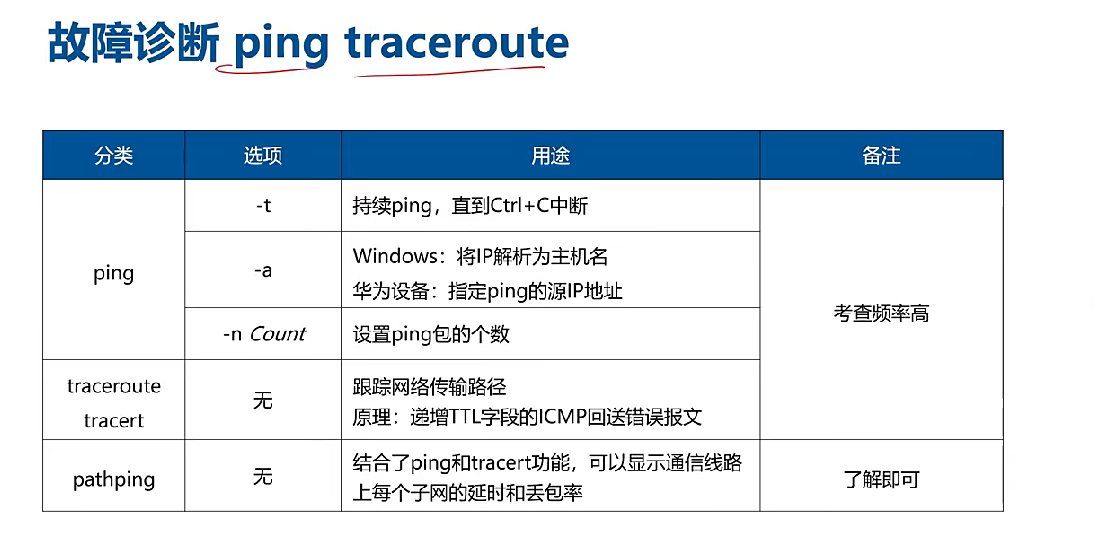 故障诊断 ping traceroute
分类 选项 用途 备注
ping
-t
持续ping，直到Ctrl+C中断
-a
Windows：将IP解析为主机名
华为设备：指定ping的源IP地址
-n Count
设置ping包的个数
考查频率高
traceroute
tracert
无
跟踪网络传输路径
原理：递增TTL字段的ICMP回送错误报文
pathping
无
结合了ping和tracert功能，可以显示通信线路
上每个子网的延时和丢包率
了解即可